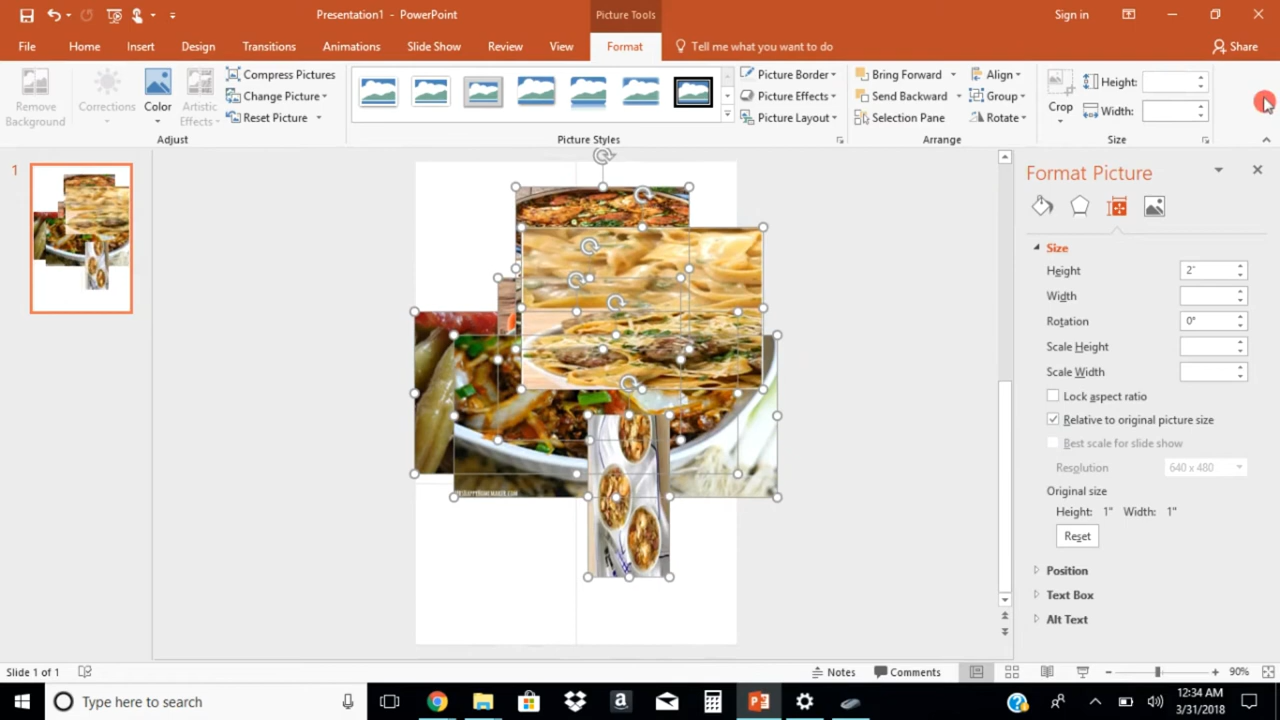 Presentation1 - PowerPoint
Picture Tools
Sign in
File
Home
Insert
Design
Transitions
Animations
Slide Show
Review
View
Format
Tell me what you want to do
Share
Remove
Background
Corrections
Color
Artistic
Effects
Compress Pictures
Change Picture
Reset Picture
Adjust
Picture Styles
Picture Border
Picture Effects
Picture Layout
Bring Forward
Send Backward
Selection Pane
Align
Group
Rotate
Arrange
Crop
Height:
Width:
Size
1
Format Picture
Size
Height
2"
Width
Rotation
0°
Scale Height
Scale Width
Lock aspect ratio
Relative to original picture size
Best scale for slide show
Resolution
640 x 480
Original size
Height: 1" Width: 1"
Reset
Position
Text Box
Alt Text
Slide 1 of 1
Notes
Comments
90%
Type here to search
12:34 AM
3/31/2018